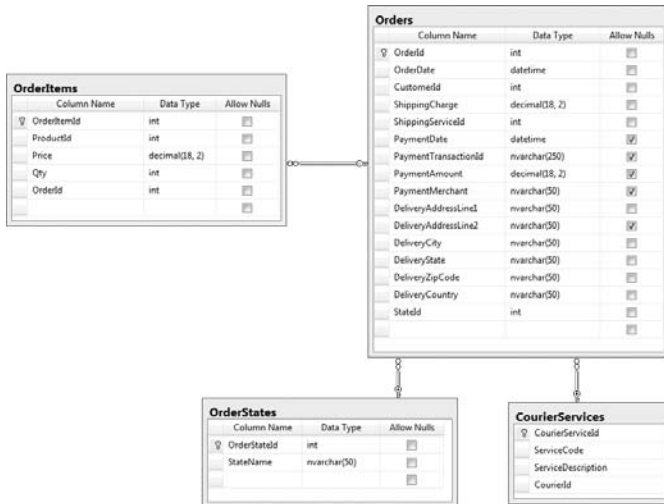 Orders
Column Name Data Type Allow Nulls
OrderId int
OrderDate datetime
CustomerId int
ShippingCharge decimal(18, 2)
ShippingServiceId int
PaymentDate datetime
PaymentTransactionId nvarchar(250)
PaymentAmount decimal(18, 2)
PaymentMerchant nvarchar(50)
DeliveryAddressLine1 nvarchar(50)
DeliveryAddressLine2 nvarchar(50)
DeliveryCity nvarchar(50)
DeliveryState nvarchar(50)
DeliveryZipCode nvarchar(50)
DeliveryCountry nvarchar(50)
StateId int
OrderItems
Column Name Data Type Allow Nulls
OrderItemId int
ProductId int
Price decimal(18, 2)
Qty int
OrderId int
OrderStates
Column Name Data Type Allow Nulls
OrderStateId int
StateName nvarchar(50)
CourierServices
CourierServiceId
ServiceCode
ServiceDescription
CourierId